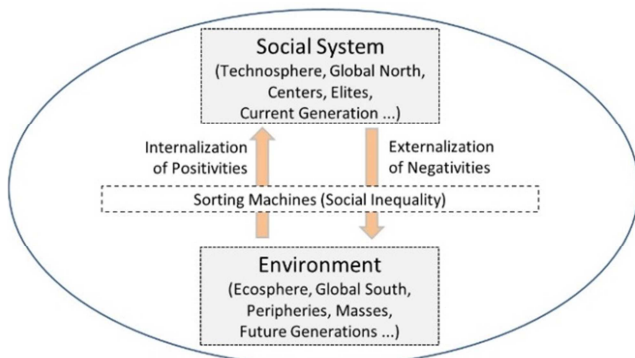 Social System
(Technosphere, Global North,
Centers, Elites,
Current Generation ...)
Internalization
of Positivities
Externalization
of Negativities
Sorting Machines (Social Inequality)
Environment
(Ecosphere, Global South,
Peripheries, Masses,
Future Generations ...)